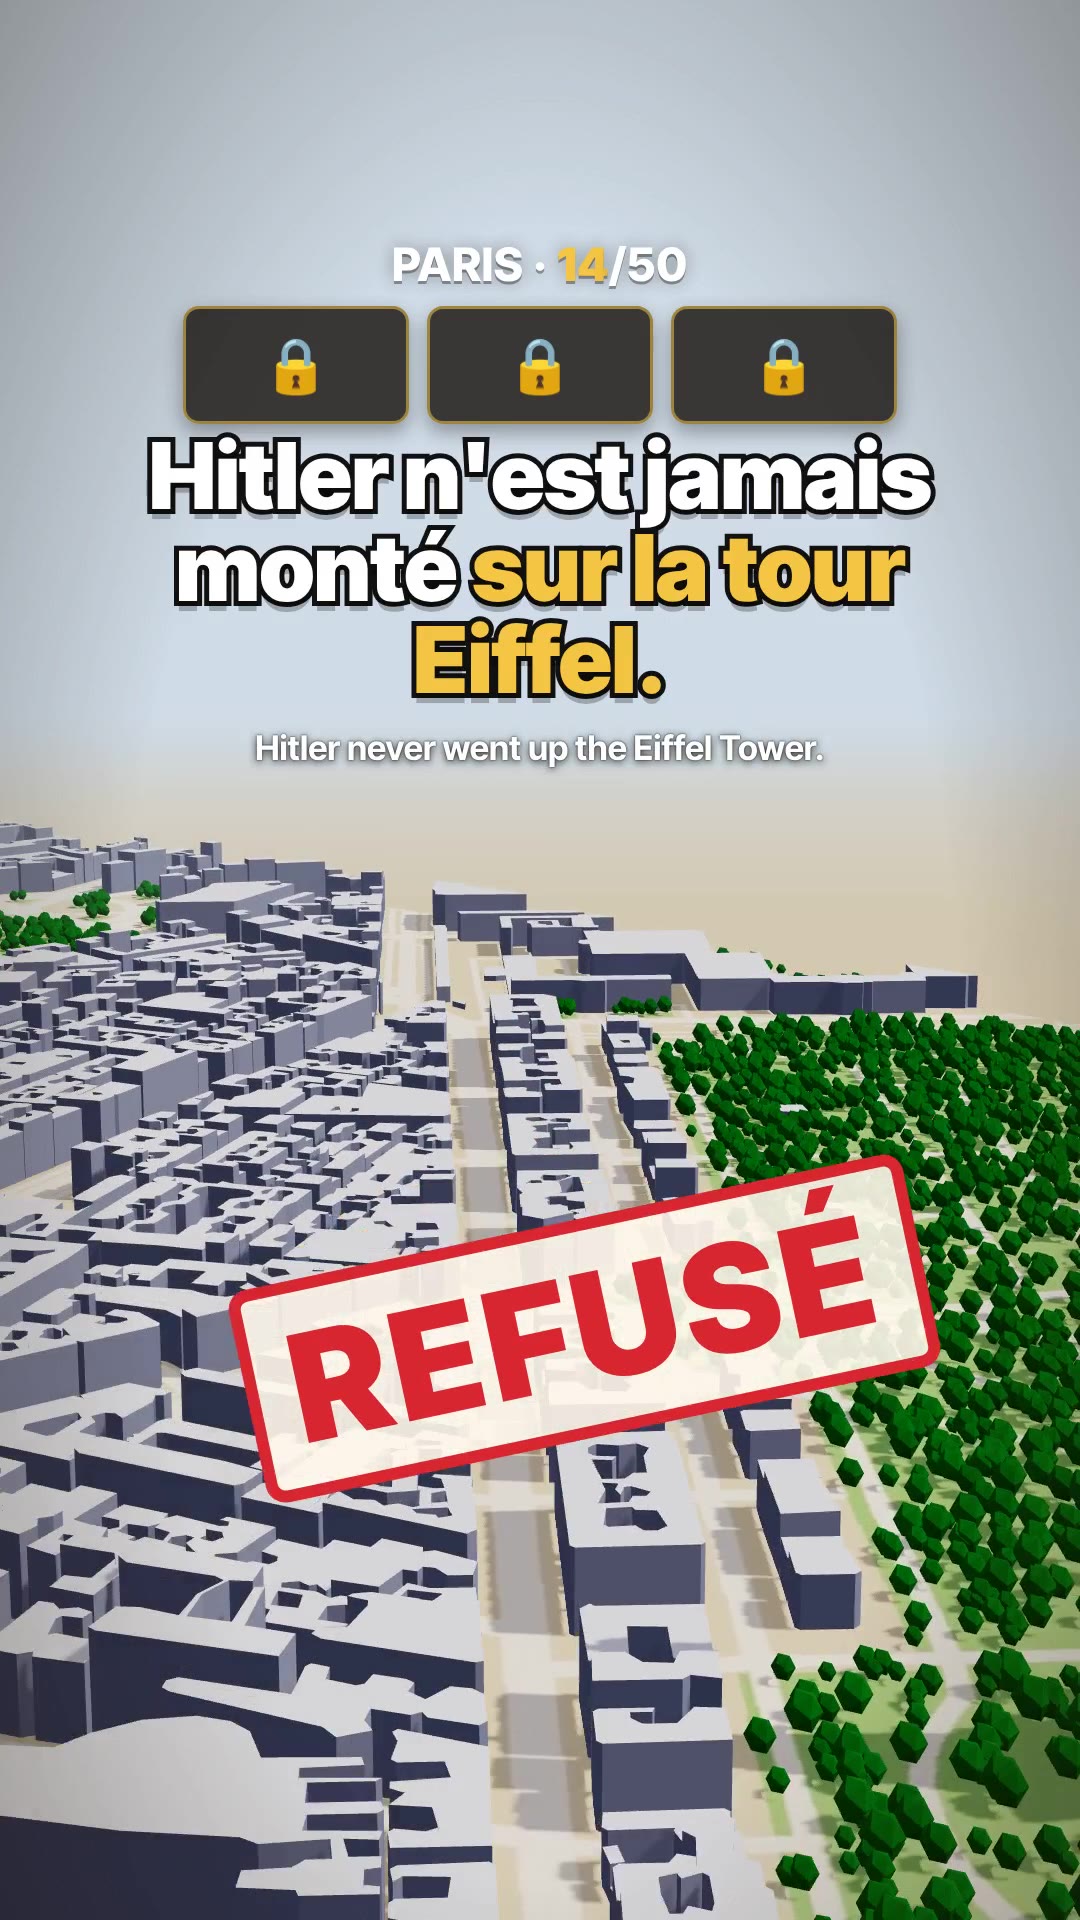 PARIS · 14/50
Hitler n'est jamais
monté sur la tour
Eiffel.
Hitler never went up the Eiffel Tower.
REFUSÉ